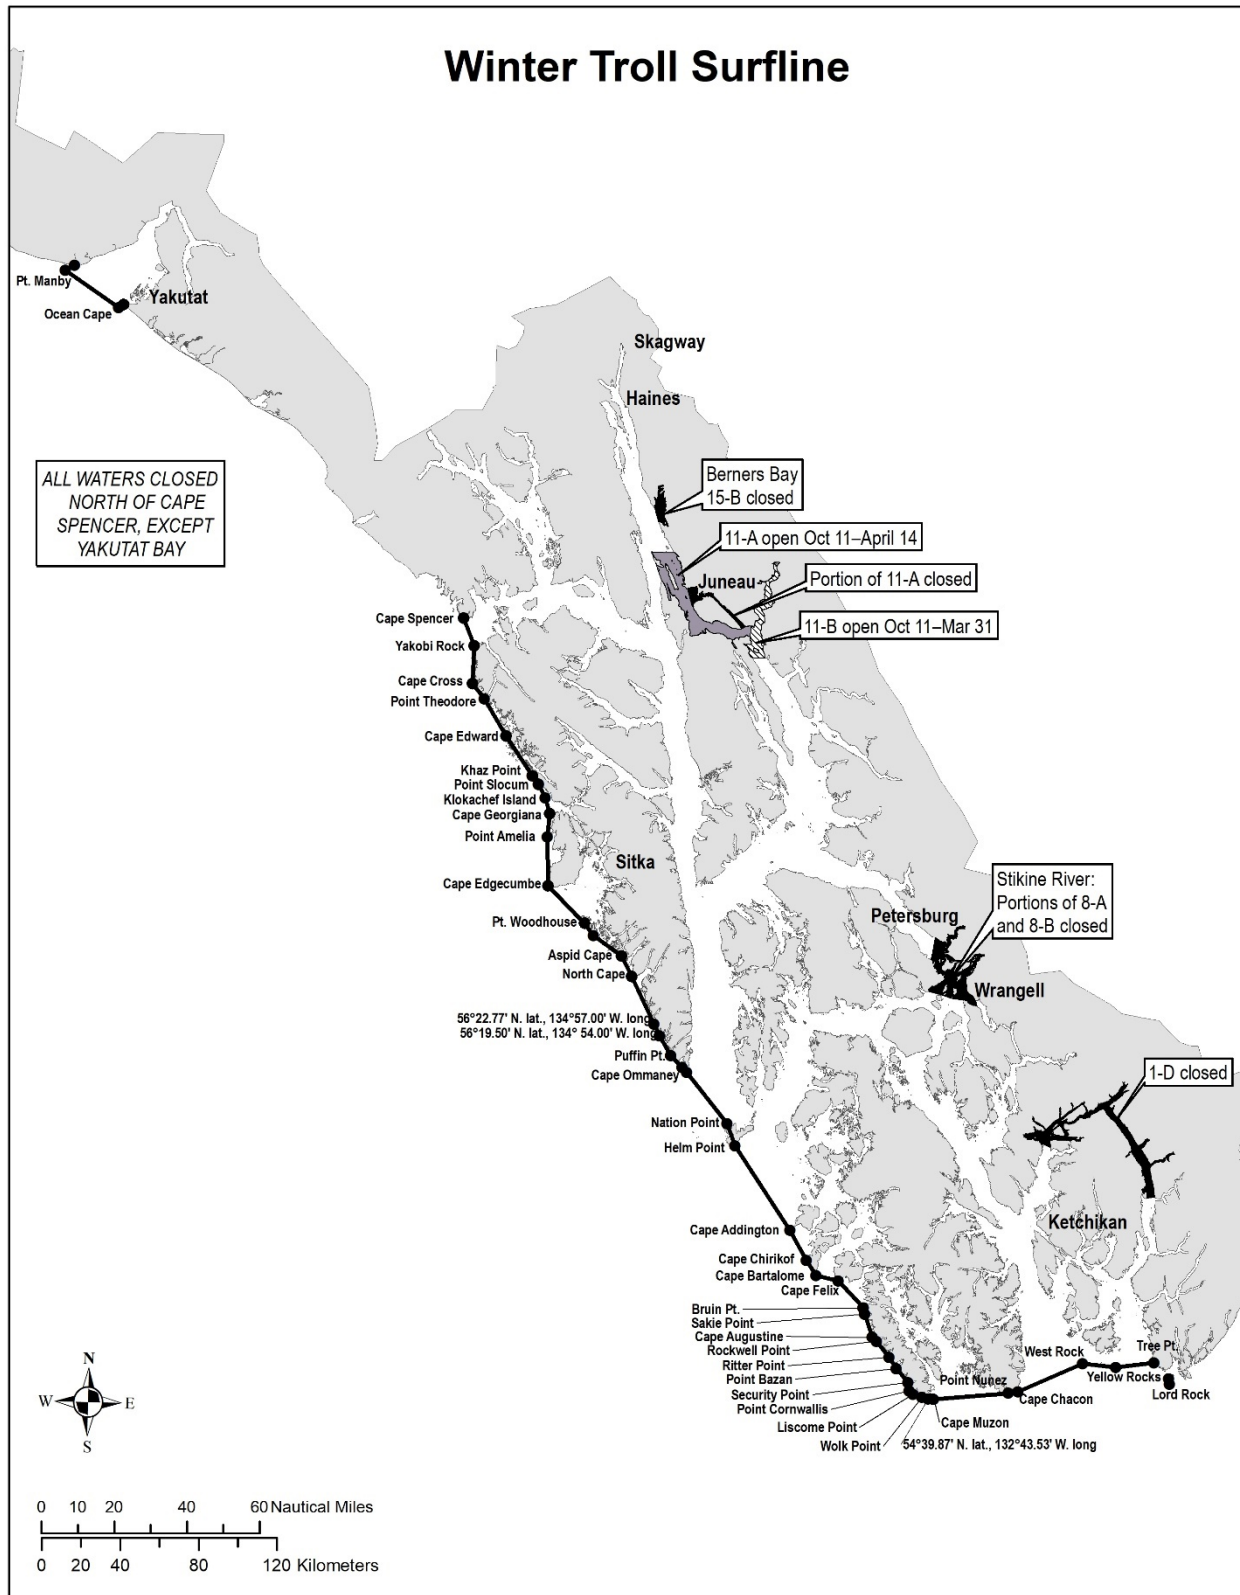 Winter Troll Surfline
Pt. Manby
Ocean Cape
Yakutat
Skagway
Haines
ALL WATERS CLOSED
NORTH OF CAPE
SPENCER, EXCEPT
YAKUTAT BAY
Berners Bay
15-B closed
11-A open Oct 11–April 14
Juneau
Portion of 11-A closed
11-B open Oct 11–Mar 31
Cape Spencer
Yakobi Rock
Cape Cross
Point Theodore
Cape Edward
Khaz Point
Point Slocum
Klokachef Island
Cape Georgiana
Point Amelia
Sitka
Cape Edgecumbe
Stikine River:
Portions of 8-A
and 8-B closed
Petersburg
Pt. Woodhouse
Aspid Cape
North Cape
Wrangell
56°22.77' N. lat., 134°57.00' W. long
56°19.50' N. lat., 134° 54.00' W. long
Puffin Pt.
Cape Ommaney
1-D closed
Nation Point
Helm Point
Ketchikan
Cape Addington
Cape Chirikof
Cape Bartalome
Cape Felix
Bruin Pt.
Sakie Point
Cape Augustine
Rockwell Point
Ritter Point
Point Bazan
Security Point
Point Cornwallis
Liscome Point
Wolk Point
Point Nunez
West Rock
Tree Pt.
Yellow Rocks
Lord Rock
Cape Chacon
Cape Muzon
54°39.87' N. lat., 132°43.53' W. long
N
W E
S
0 10 20 40 60 Nautical Miles
0 20 40 80 120 Kilometers